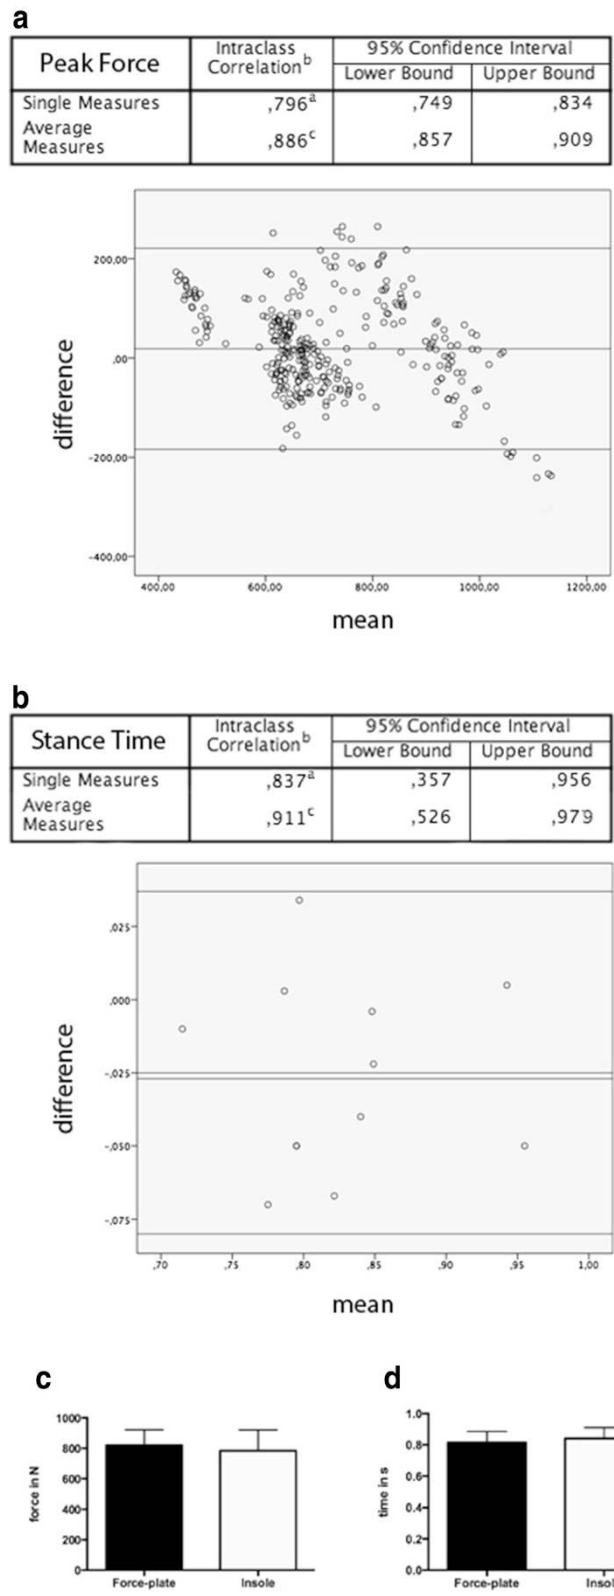 a
Peak Force
Intraclass
Correlation^b
95% Confidence Interval
Lower Bound Upper Bound
Single Measures ,796^a ,749 ,834
Average
Measures ,886^c ,857 ,909
difference
200,00
,00
-200,00
-400,00
400,00 600,00 800,00 1000,00 1200,00
mean
b
Stance Time
Intraclass
Correlation^b
95% Confidence Interval
Lower Bound Upper Bound
Single Measures ,837^a ,357 ,956
Average
Measures ,911^c ,526 ,979
difference
,025
,000
-,025
-,050
-,075
,70 ,75 ,80 ,85 ,90 ,95 1,00
mean
c
force in N
1000
800
600
400
200
0
Force-plate Insole
d
time in s
1.0
0.8
0.6
0.4
0.2
0.0
Force-plate Insol